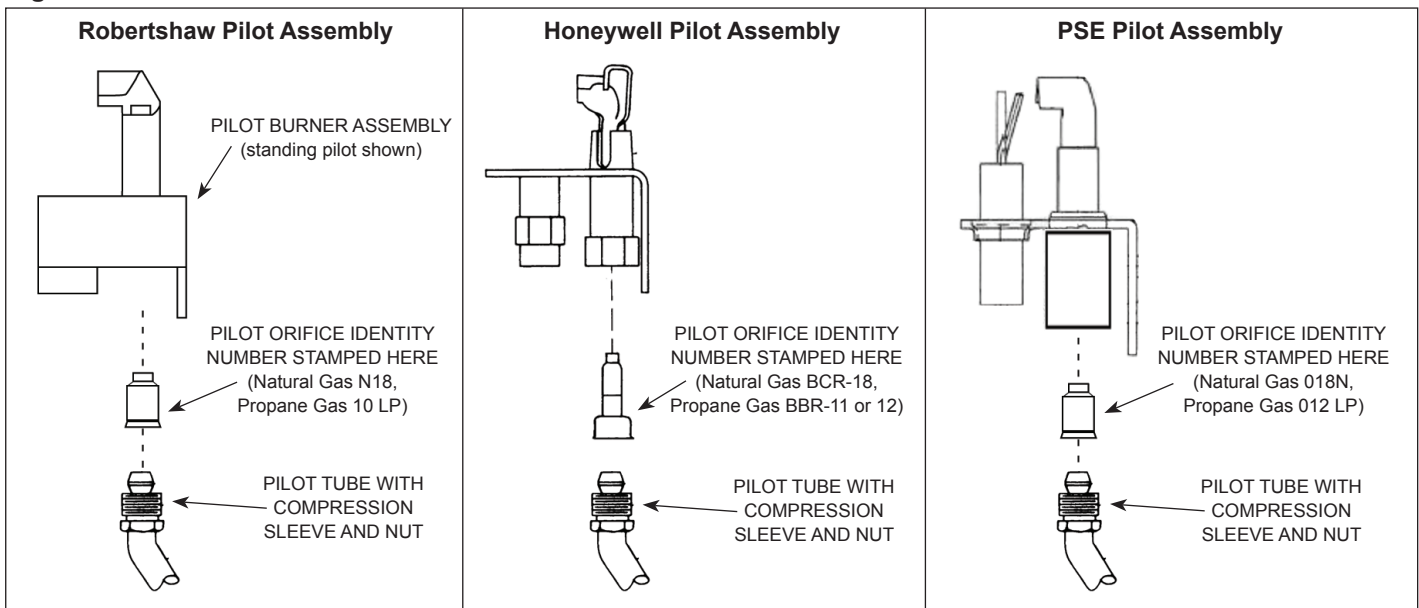 Robertshaw Pilot Assembly
PILOT BURNER ASSEMBLY
(standing pilot shown)
PILOT ORIFICE IDENTITY
NUMBER STAMPED HERE
(Natural Gas N18,
Propane Gas 10 LP)
PILOT TUBE WITH
COMPRESSION
SLEEVE AND NUT
Honeywell Pilot Assembly
PILOT ORIFICE IDENTITY
NUMBER STAMPED HERE
(Natural Gas BCR-18,
Propane Gas BBR-11 or 12)
PILOT TUBE WITH
COMPRESSION
SLEEVE AND NUT
PSE Pilot Assembly
PILOT ORIFICE IDENTITY
NUMBER STAMPED HERE
(Natural Gas 018N,
Propane Gas 012 LP)
PILOT TUBE WITH
COMPRESSION
SLEEVE AND NUT